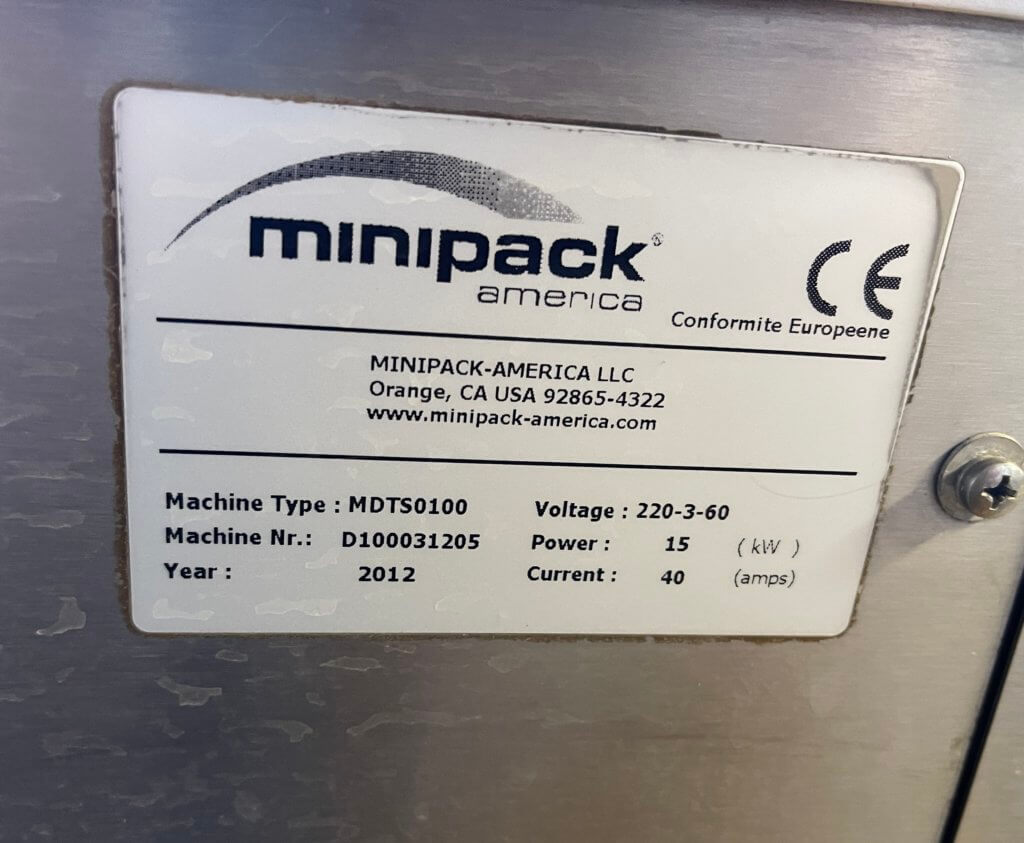 minipack®
america
CE
Conformite Europeene
MINIPACK-AMERICA LLC
Orange, CA USA 92865-4322
www.minipack-america.com
Machine Type : MDTS0100 Voltage : 220-3-60
Machine Nr.: D100031205 Power : 15 ( kW )
Year : 2012 Current : 40 (amps)